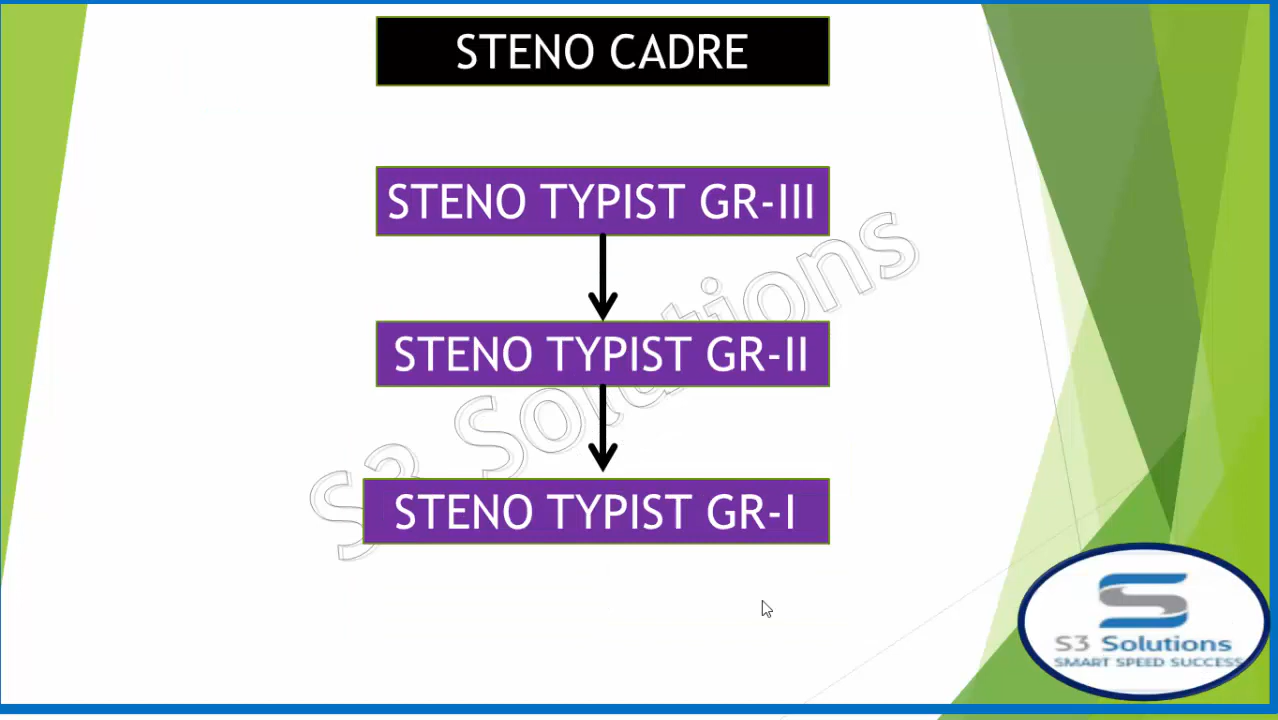 STENO CADRE
STENO TYPIST GR-III
STENO TYPIST GR-II
STENO TYPIST GR-I
S3 Solutions
S3 Solutions
SMART SPEED SUCCESS